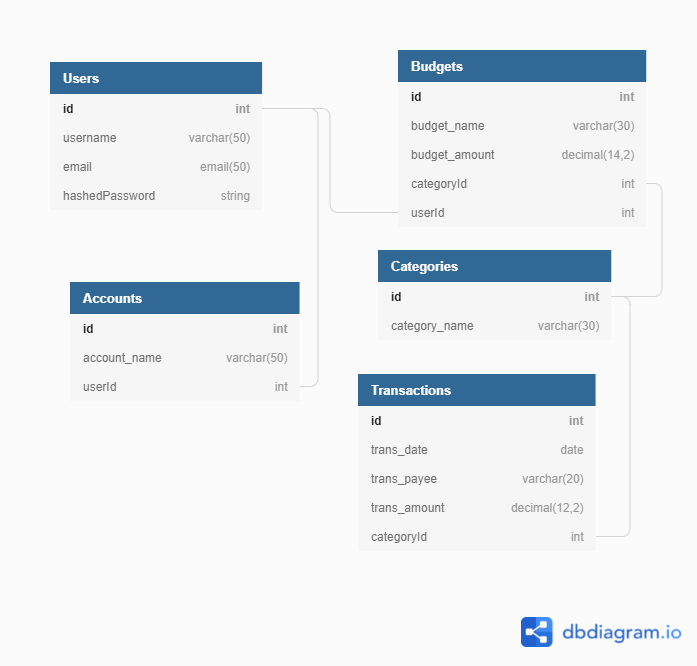 Users
id int
username varchar(50)
email email(50)
hashedPassword string
Budgets
id int
budget_name varchar(30)
budget_amount decimal(14,2)
categoryId int
userId int
Accounts
id int
account_name varchar(50)
userId int
Categories
id int
category_name varchar(30)
Transactions
id int
trans_date date
trans_payee varchar(20)
trans_amount decimal(12,2)
categoryId int
dbdiagram.io